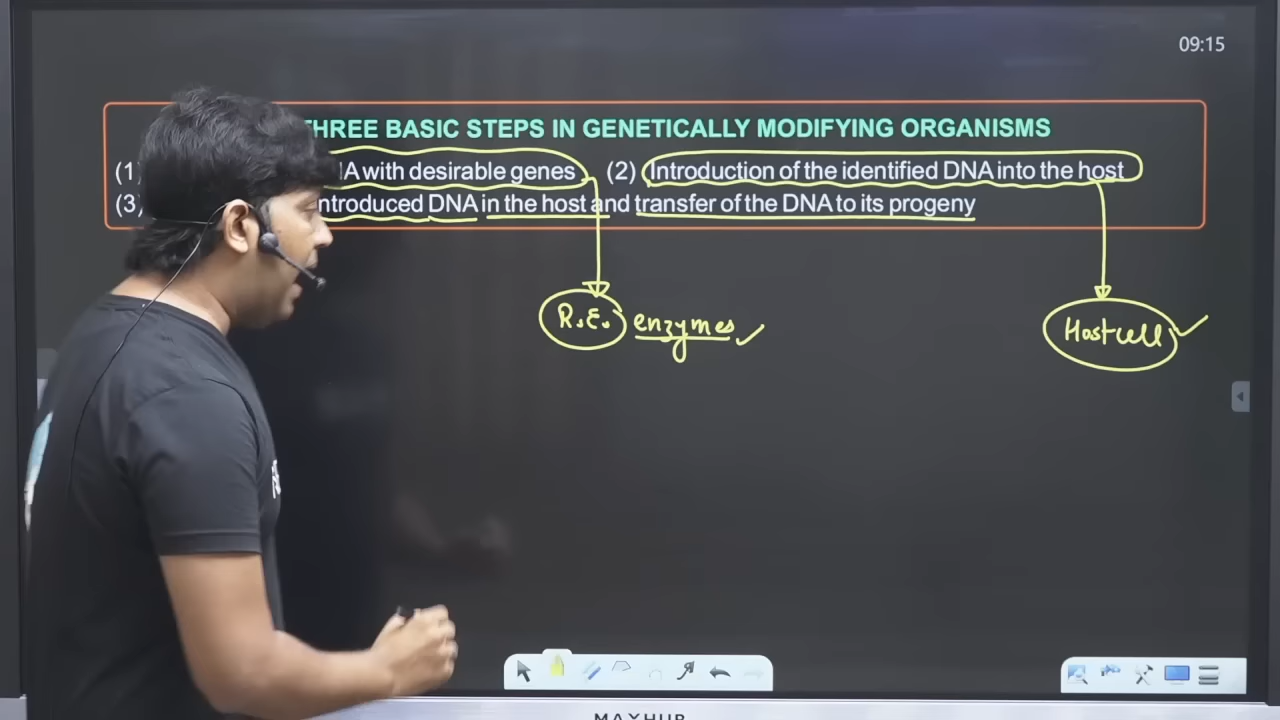 09:15
THREE BASIC STEPS IN GENETICALLY MODIFYING ORGANISMS
(1) with desirable genes (2) Introduction of the identified DNA into the host
(3) introduced DNA in the host and transfer of the DNA to its progeny
R.E. enzymes
Host cell
MAXHUB